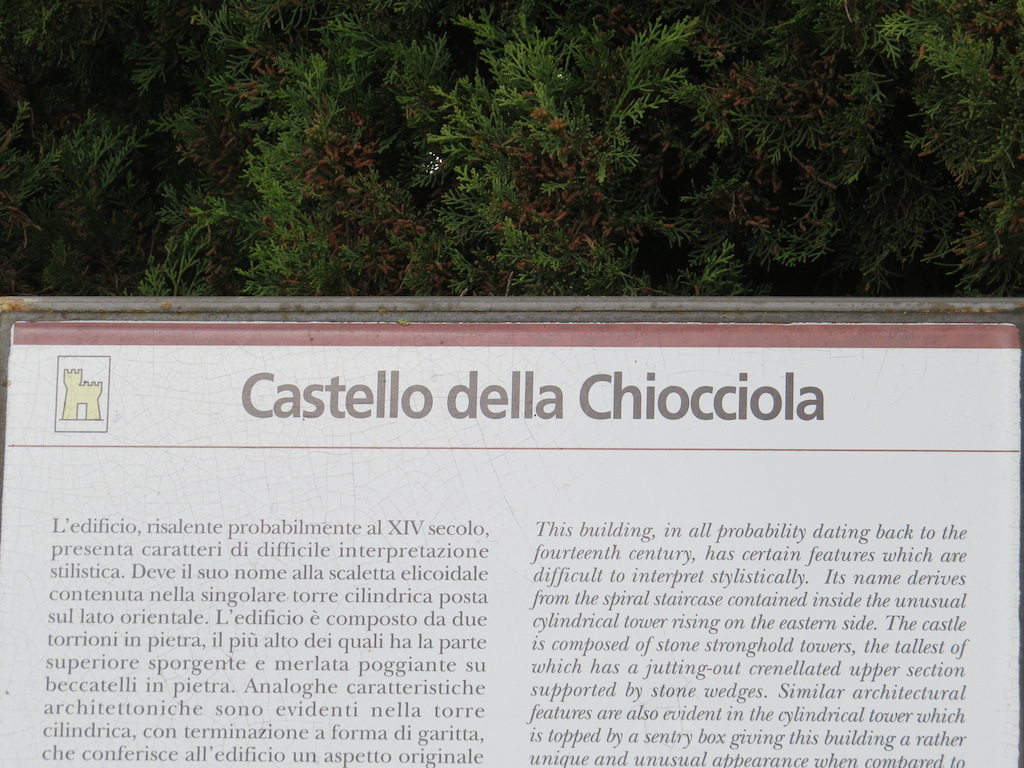 Castello della Chiocciola
L'edificio, risalente probabilmente al XIV secolo,
presenta caratteri di difficile interpretazione
stilistica. Deve il suo nome alla scaletta elicoidale
contenuta nella singolare torre cilindrica posta
sul lato orientale. L'edificio è composto da due
torrioni in pietra, il più alto dei quali ha la parte
superiore sporgente e merlata poggiante su
beccatelli in pietra. Analoghe caratteristiche
architettoniche sono evidenti nella torre
cilindrica, con terminazione a forma di garitta,
che conferisce all'edificio un aspetto originale
This building, in all probability dating back to the
fourteenth century, has certain features which are
difficult to interpret stylistically. Its name derives
from the spiral staircase contained inside the unusual
cylindrical tower rising on the eastern side. The castle
is composed of stone stronghold towers, the tallest of
which has a jutting-out crenellated upper section
supported by stone wedges. Similar architectural
features are also evident in the cylindrical tower which
is topped by a sentry box giving this building a rather
unique and unusual appearance when compared to